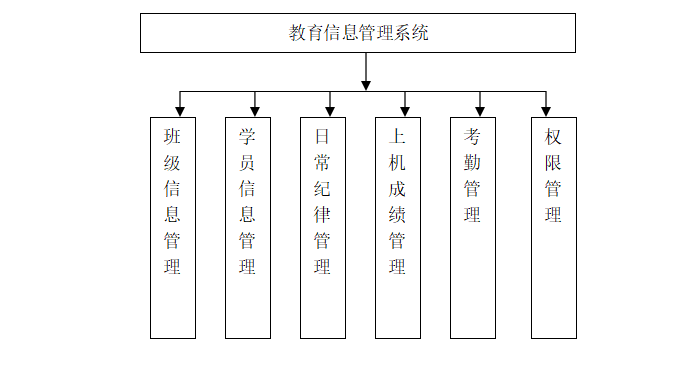 教育信息管理系统
班级信息管理
学员信息管理
日常纪律管理
上机成绩管理
考勤管理
权限管理